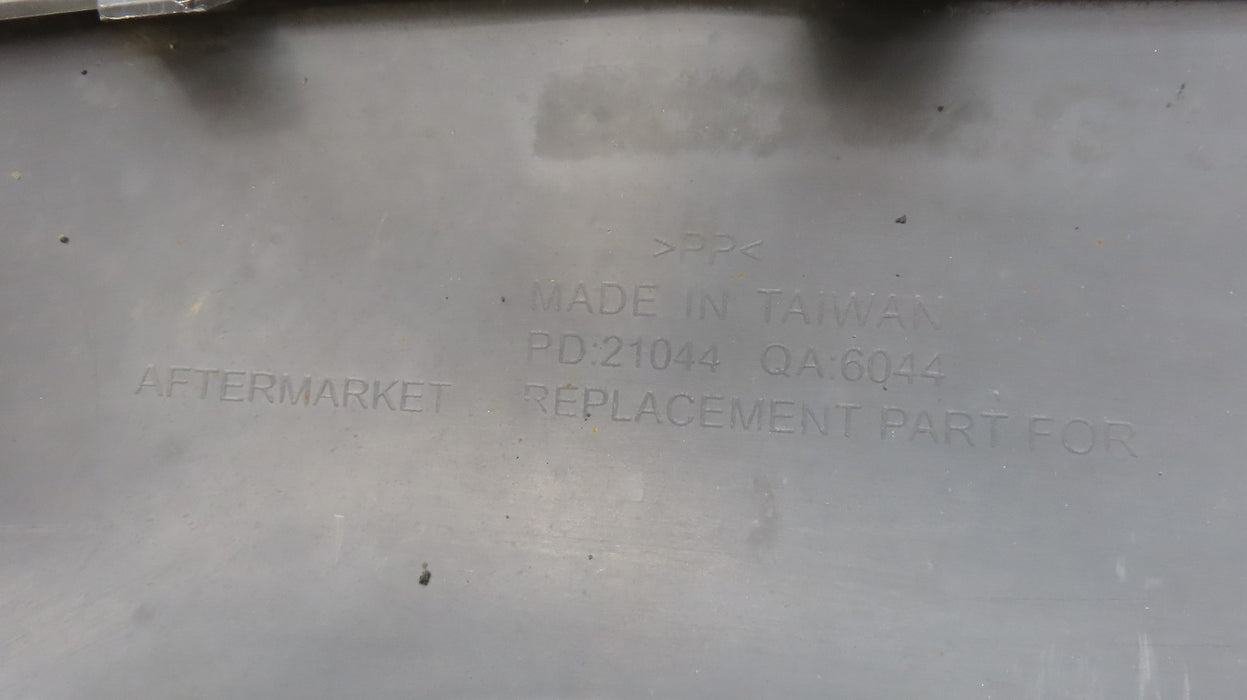 >PP<
MADE IN TAIWAN
PD:21044 QA:6044
AFTERMARKET REPLACEMENT PART FOR